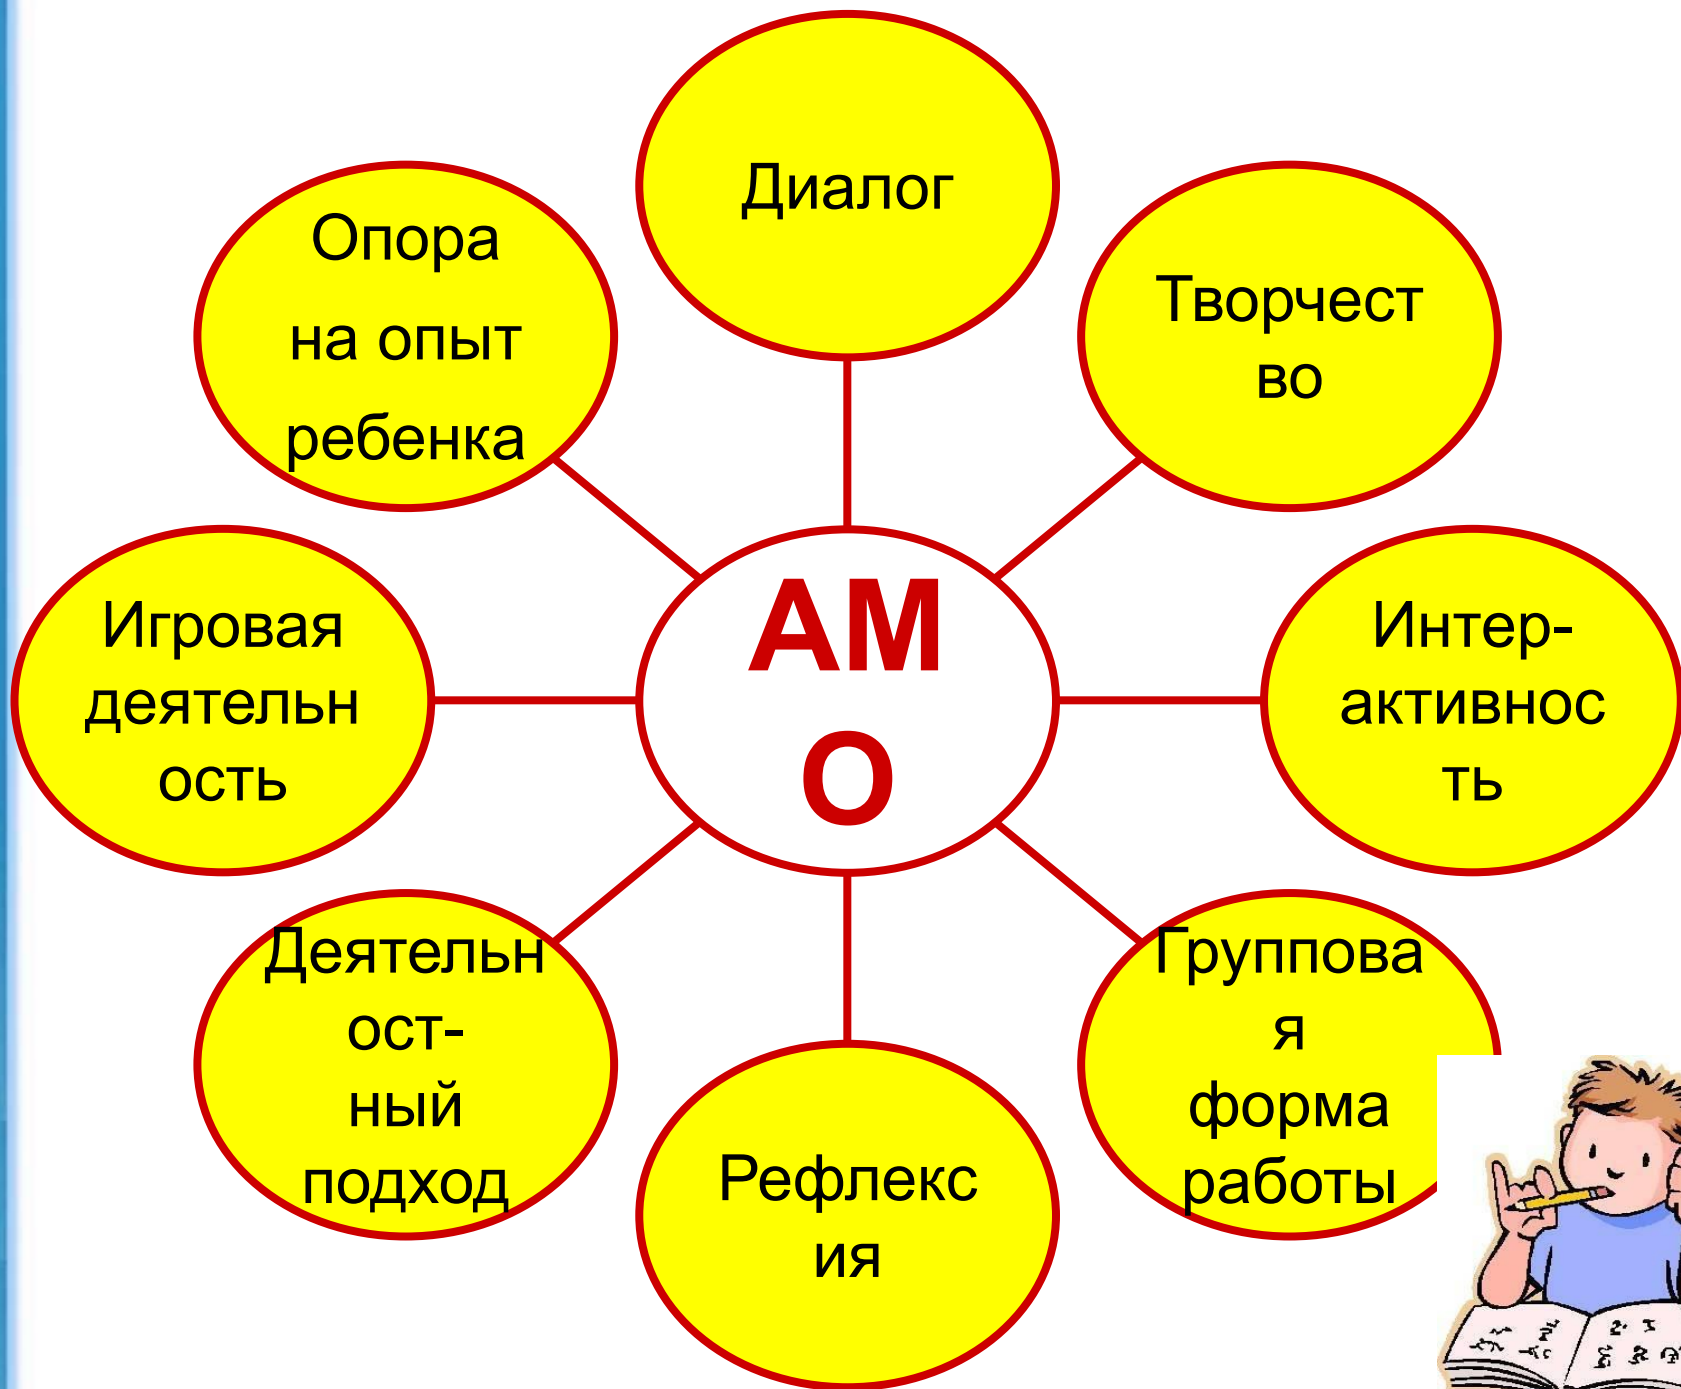 Диалог
Опора
на опыт
ребенка
Творчест
во
Игровая
деятельн
ость
АМ
О
Интер-
активнос
ть
Деятельн
ост-
ный
подход
Группова
я
форма
работы
Рефлекс
ия